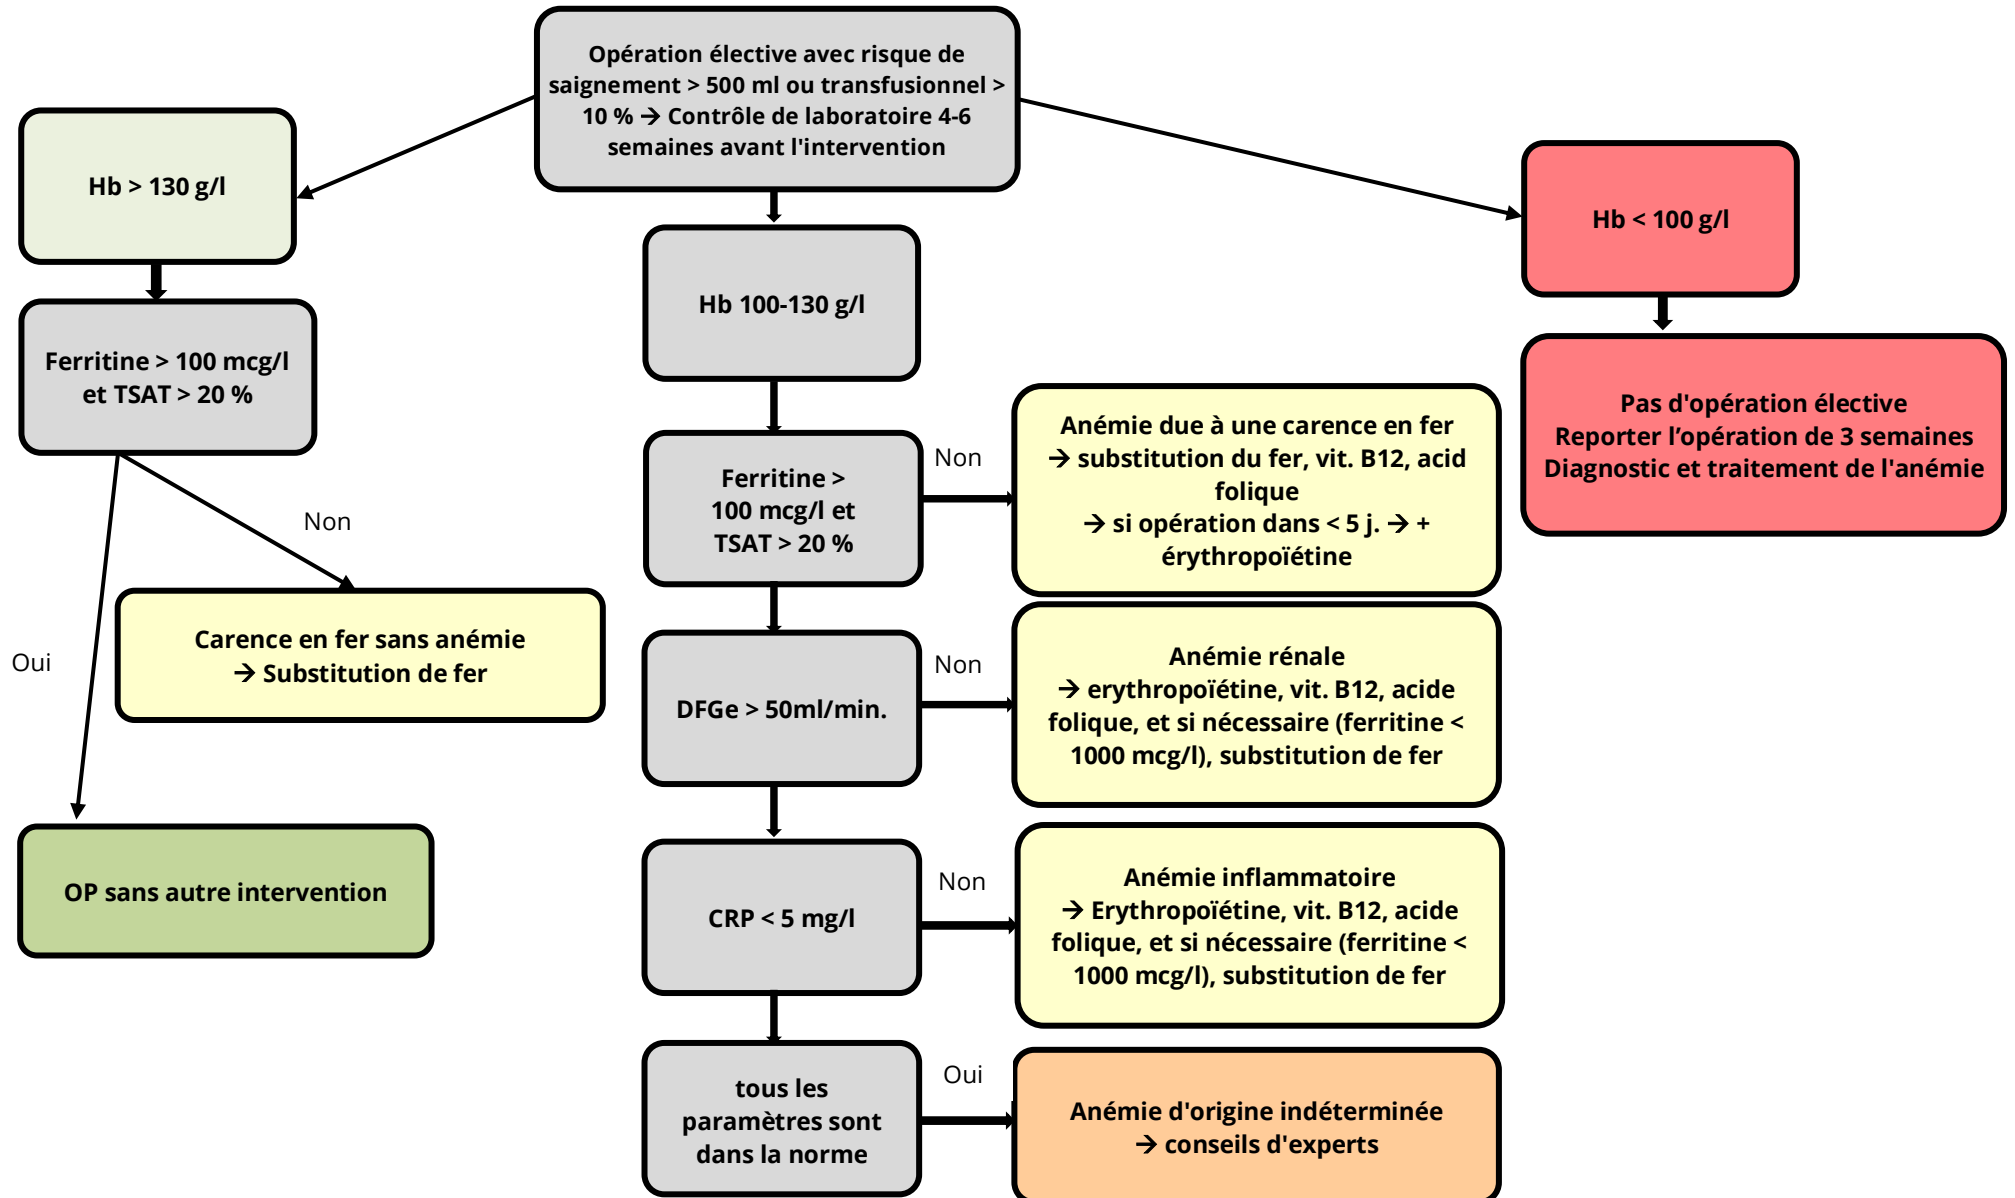 Opération élective avec risque de
saignement > 500 ml ou transfusionnel >
10 % → Contrôle de laboratoire 4-6
semaines avant l'intervention
Hb > 130 g/l
Ferritine > 100 mcg/l
et TSAT > 20 %
Non
Oui
Carence en fer sans anémie
→ Substitution de fer
OP sans autre intervention
Hb 100-130 g/l
Ferritine >
100 mcg/l et
TSAT > 20 %
Non
Anémie due à une carence en fer
→ substitution du fer, vit. B12, acid
folique
→ si opération dans < 5 j. → +
érythropoïétine
DFGe > 50ml/min.
Non
Anémie rénale
→ erythropoïétine, vit. B12, acide
folique, et si nécessaire (ferritine <
1000 mcg/l), substitution de fer
CRP < 5 mg/l
Non
Anémie inflammatoire
→ Erythropoïétine, vit. B12, acide
folique, et si nécessaire (ferritine <
1000 mcg/l), substitution de fer
tous les
paramètres sont
dans la norme
Oui
Anémie d'origine indéterminée
→ conseils d'experts
Hb < 100 g/l
Pas d'opération élective
Reporter l’opération de 3 semaines
Diagnostic et traitement de l'anémie